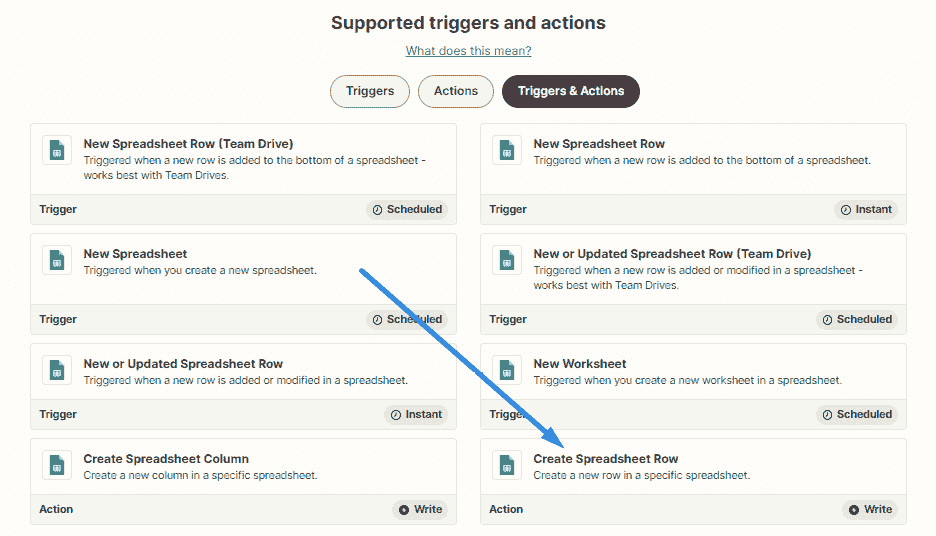 Supported triggers and actions
What does this mean?
Triggers
Actions
Triggers & Actions
New Spreadsheet Row (Team Drive)
Triggered when a new row is added to the bottom of a spreadsheet -
works best with Team Drives.
Trigger
Scheduled
New Spreadsheet Row
Triggered when a new row is added to the bottom of a spreadsheet.
Trigger
Instant
New Spreadsheet
Triggered when you create a new spreadsheet.
Trigger
Scheduled
New or Updated Spreadsheet Row (Team Drive)
Triggered when a new row is added or modified in a spreadsheet -
works best with Team Drives.
Trigger
Scheduled
New or Updated Spreadsheet Row
Triggered when a new row is added or modified in a spreadsheet.
Trigger
Instant
New Worksheet
Triggered when you create a new worksheet in a spreadsheet.
Trigger
Scheduled
Create Spreadsheet Column
Create a new column in a specific spreadsheet.
Action
Write
Create Spreadsheet Row
Create a new row in a specific spreadsheet.
Action
Write